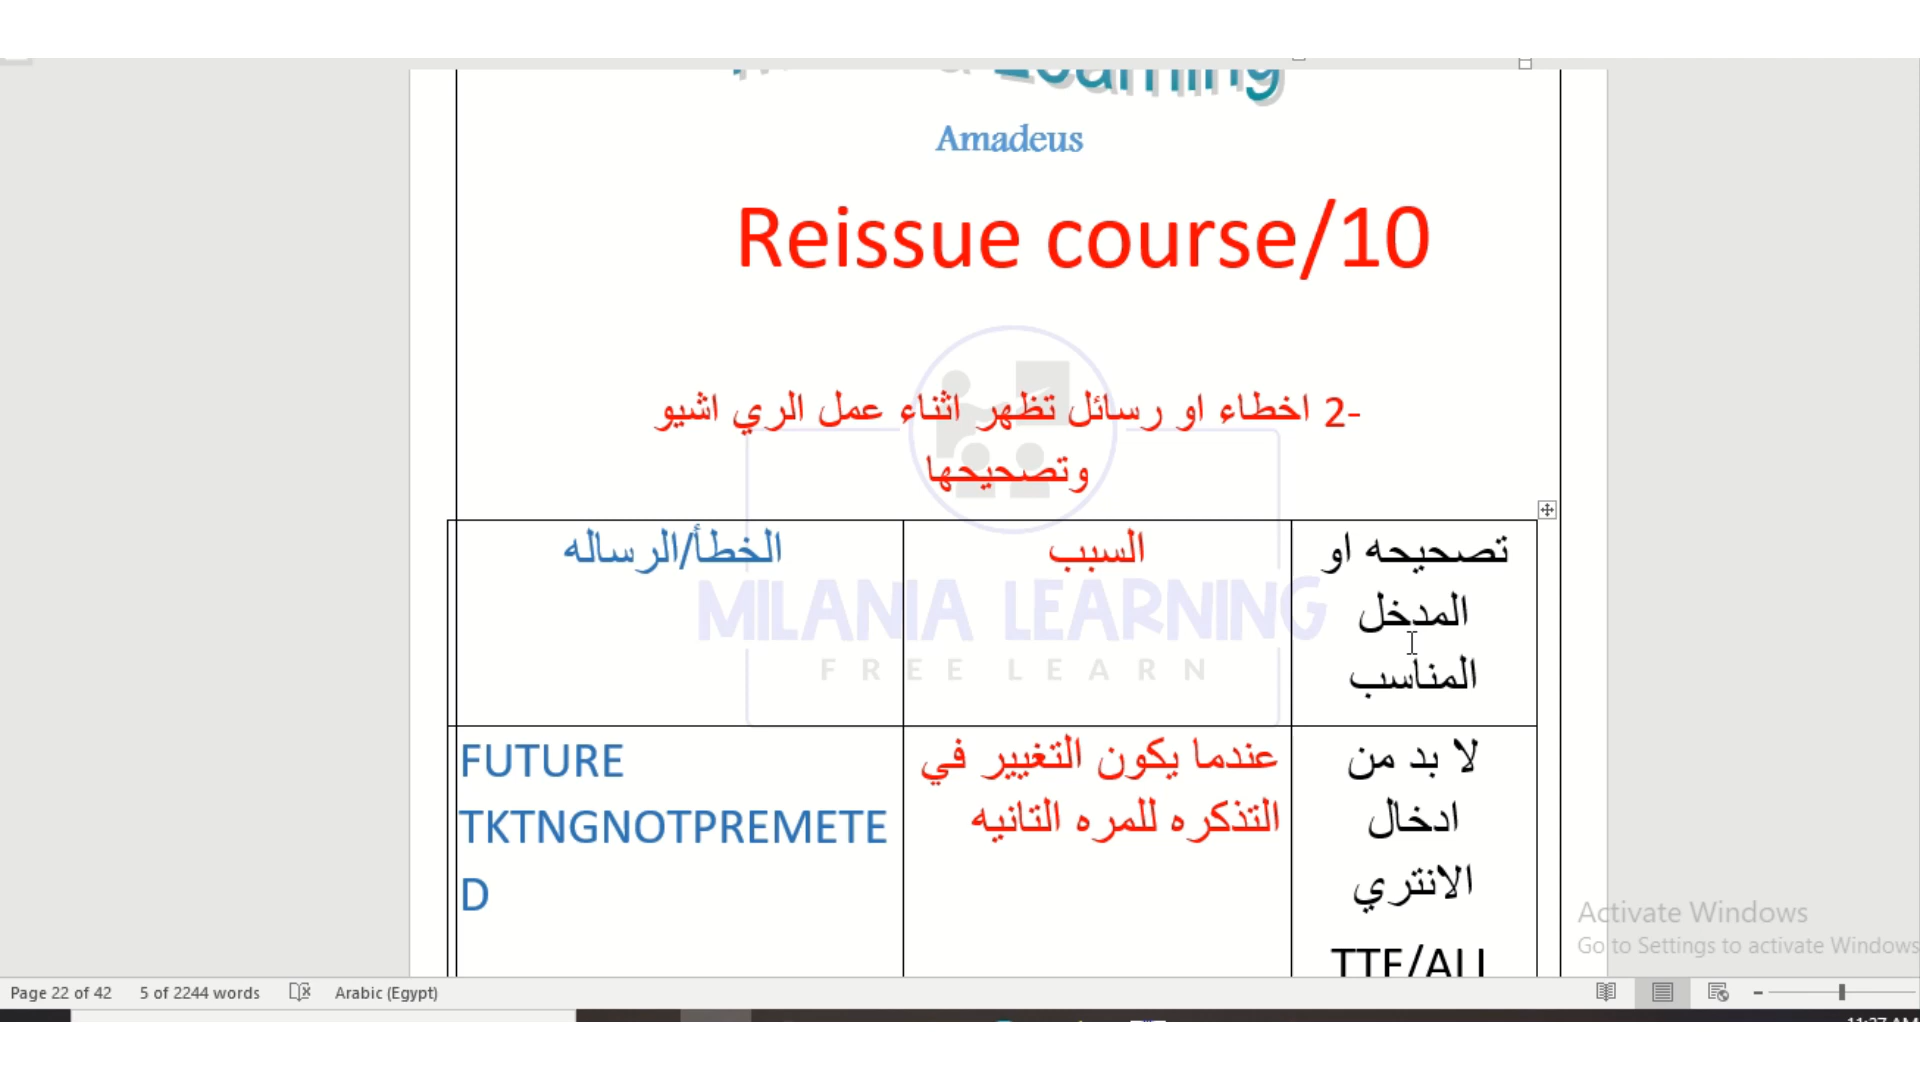 Learning
Amadeus
Reissue course/10
2- اخطاء او رسائل تظهر اثناء عمل الري اشيو
وتصحيحها
الخطأ/الرساله
السبب
تصحيحه او
المدخل
المناسب
MILANIA LEARNING
FREE LEARN
FUTURE
TKTNGNOTPREMETE
D
عندما يكون التغيير في
التذكره للمره التانيه
لا بد من
ادخال
الانتري
TTF/ALL
Activate Windows
Go to Settings to activate Windows
Page 22 of 42
5 of 2244 words
Arabic (Egypt)